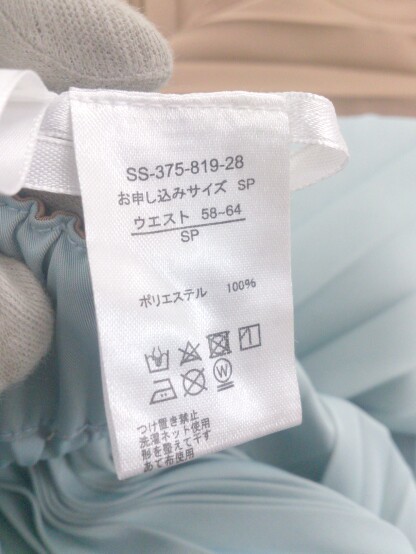 SS-375-819-28
お申し込みサイズ SP
ウエスト 58-64
SP
ポリエステル 100%
W
つけ置き禁止
洗濯ネット使用
形を整えて干す
あて布使用